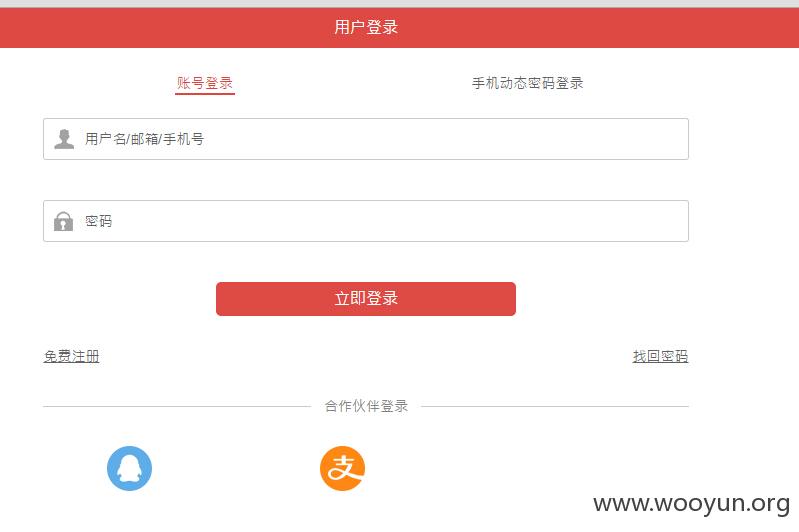 用户登录
账号登录 手机动态密码登录
用户名/邮箱/手机号
密码
立即登录
免费注册 找回密码
合作伙伴登录
支
www.wooyun.org